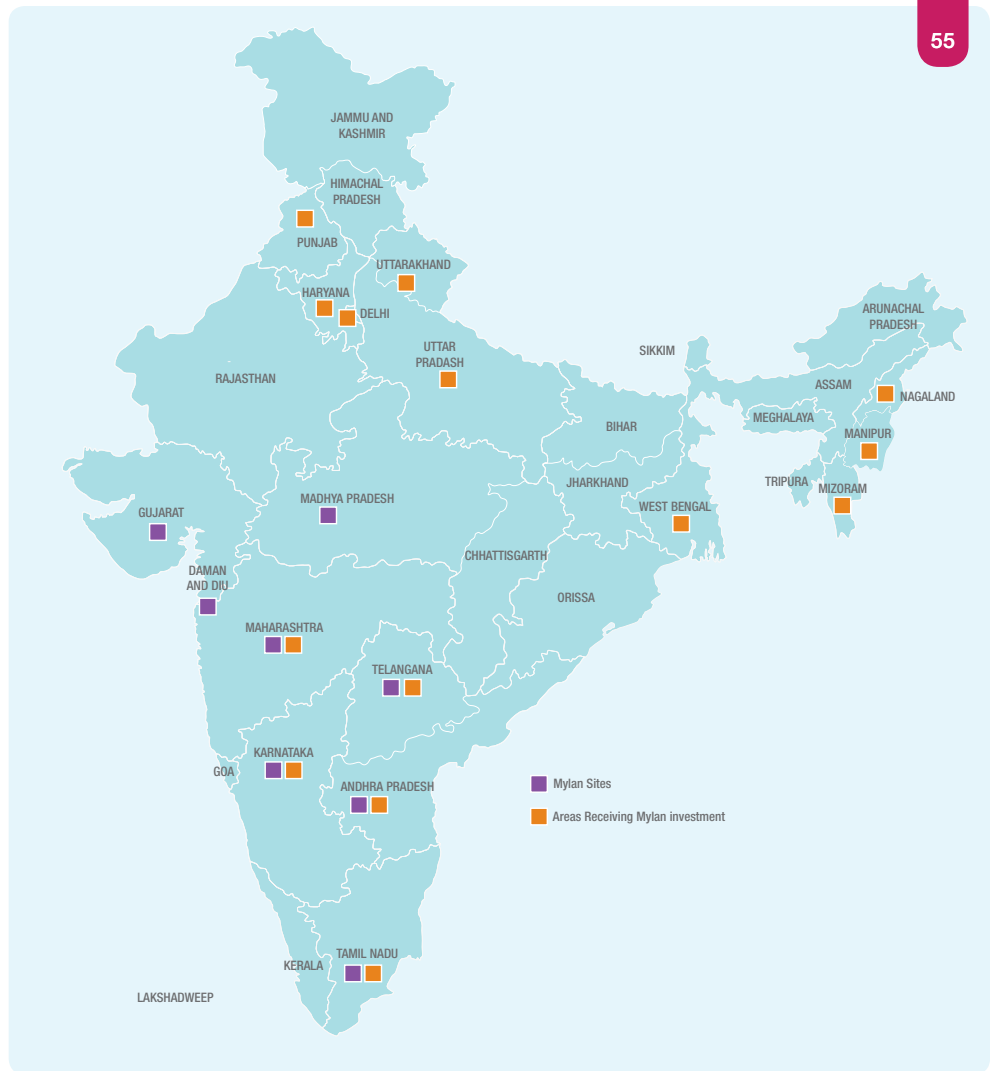 55
JAMMU AND
KASHMIR
HIMACHAL
PRADESH
PUNJAB
UTTARAKHAND
HARYANA
DELHI
ARUNACHAL
PRADESH
UTTAR
PRADASH
SIKKIM
RAJASTHAN
ASSAM
NAGALAND
MEGHALAYA
BIHAR
MANIPUR
JHARKHAND
TRIPURA
MIZORAM
MADHYA PRADESH
WEST BENGAL
GUJARAT
CHHATTISGARTH
DAMAN
AND DIU
ORISSA
MAHARASHTRA
TELANGANA
KARNATAKA
GOA
ANDHRA PRADESH
Mylan Sites
Areas Receiving Mylan investment
TAMIL NADU
KERALA
LAKSHADWEEP